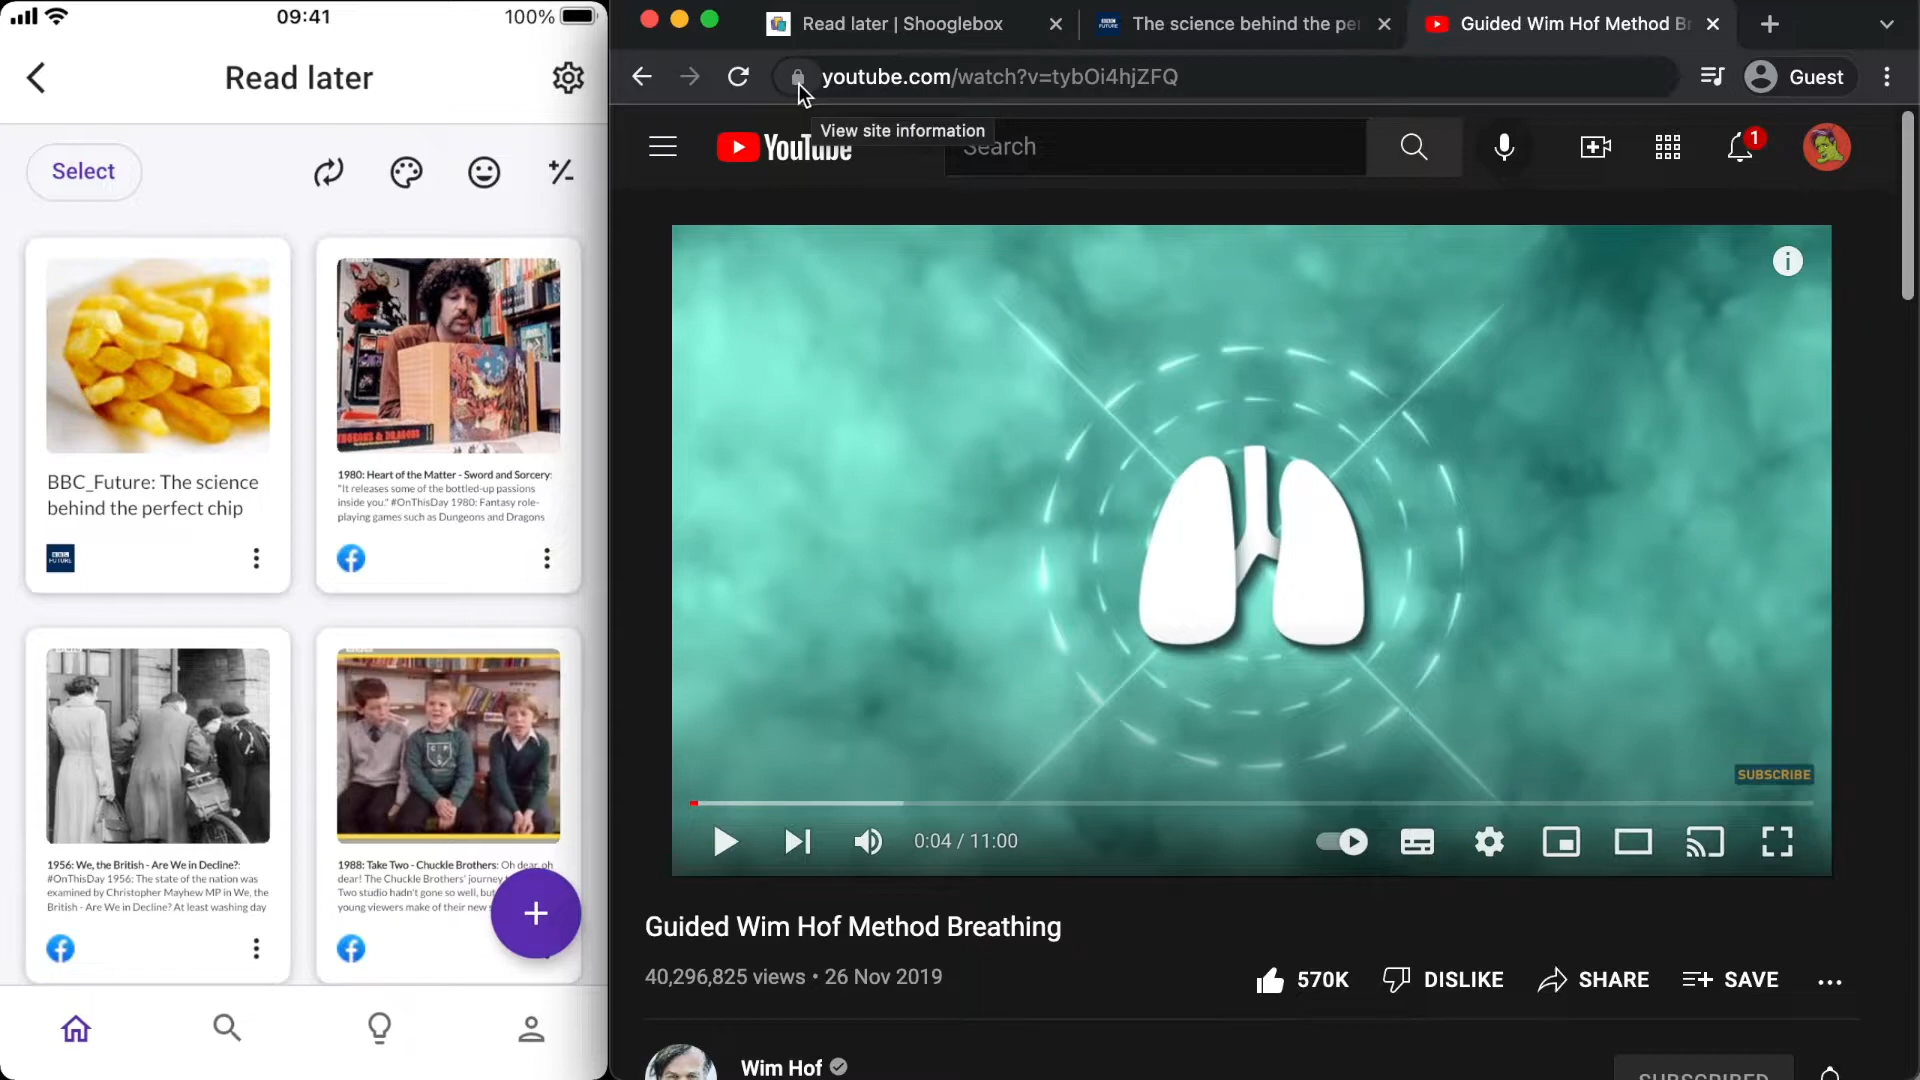 09:41
100%
Read later
Select
BBC_Future: The science
behind the perfect chip
BBC
FUTURE
DUNGEONS & DRAGONS
1980: Heart of the Matter - Sword and Sorcery:
"It releases some of the bottled-up passions
inside you." #OnThisDay 1980: Fantasy role-
playing games such as Dungeons and Dragons
1956: We, the British - Are We in Decline?:
#OnThisDay 1956: The state of the nation was
examined by Christopher Mayhew MP in We, the
British - Are We in Decline? At least washing day
1988: Take Two - Chuckle Brothers: Oh dear, oh
dear! The Chuckle Brothers' journey
Two studio hadn't gone so well, but
young viewers make of their new
Read later | Shooglebox
The science behind the pe
Guided Wim Hof Method B
youtube.com/watch?v=tybOi4hjZFQ
Guest
View site information
YouTube
Search
1
SUBSCRIBE
0:04 / 11:00
Guided Wim Hof Method Breathing
40,296,825 views • 26 Nov 2019
570K
DISLIKE
SHARE
SAVE
Wim Hof
SUBSCRIBED